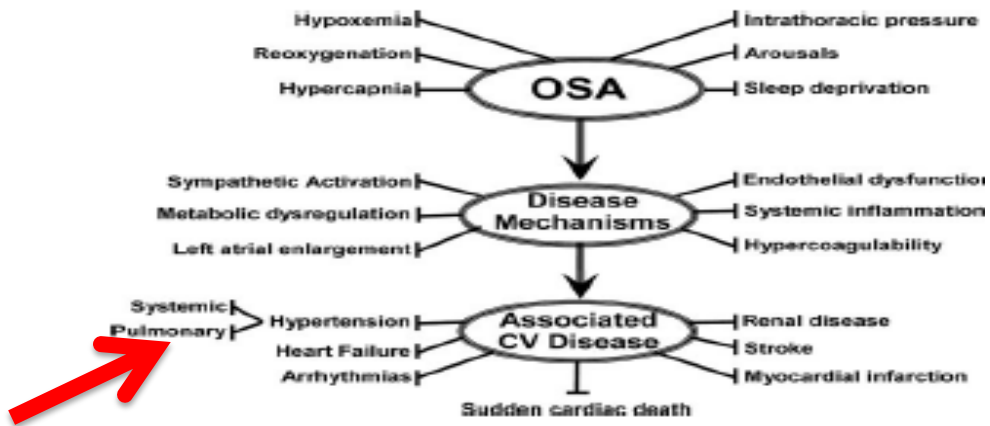 Hypoxemia
Intrathoracic pressure
Reoxygenation
Arousals
Hypercapnia
OSA
Sleep deprivation
Sympathetic Activation
Endothelial dysfunction
Metabolic dysregulation
Disease
Mechanisms
Systemic inflammation
Left atrial enlargement
Hypercoagulability
Systemic
Pulmonary
Hypertension
Associated
CV Disease
Renal disease
Heart Failure
Stroke
Arrhythmias
Myocardial infarction
Sudden cardiac death